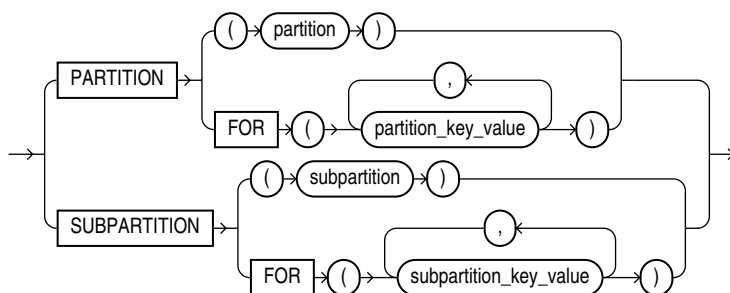 ( partition )
PARTITION
,
FOR ( partition_key_value )
( subpartition )
SUBPARTITION
,
FOR ( subpartition_key_value )